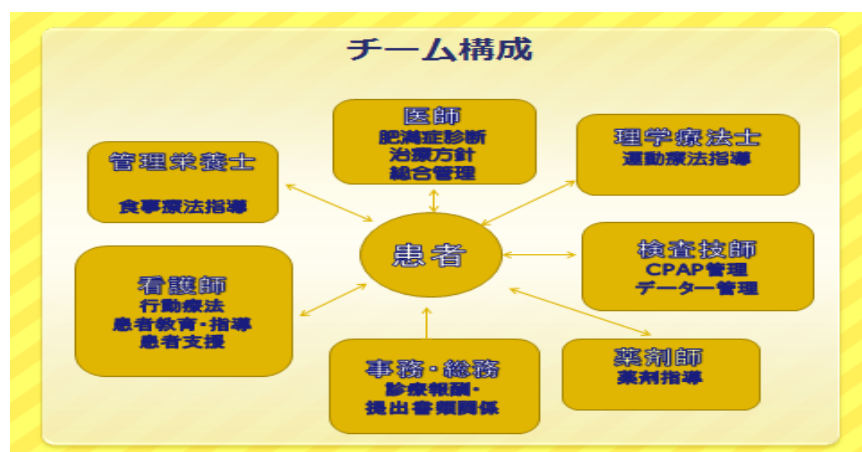 チーム構成
医師
肥満症診断
治療方針
総合管理
管理栄養士
食事療法指導
理学療法士
運動療法指導
患者
検査技師
CPAP管理
データー管理
看護師
行動療法
患者教育・指導
患者支援
事務・総務
診療報酬・
提出書類関係
薬剤師
薬剤指導